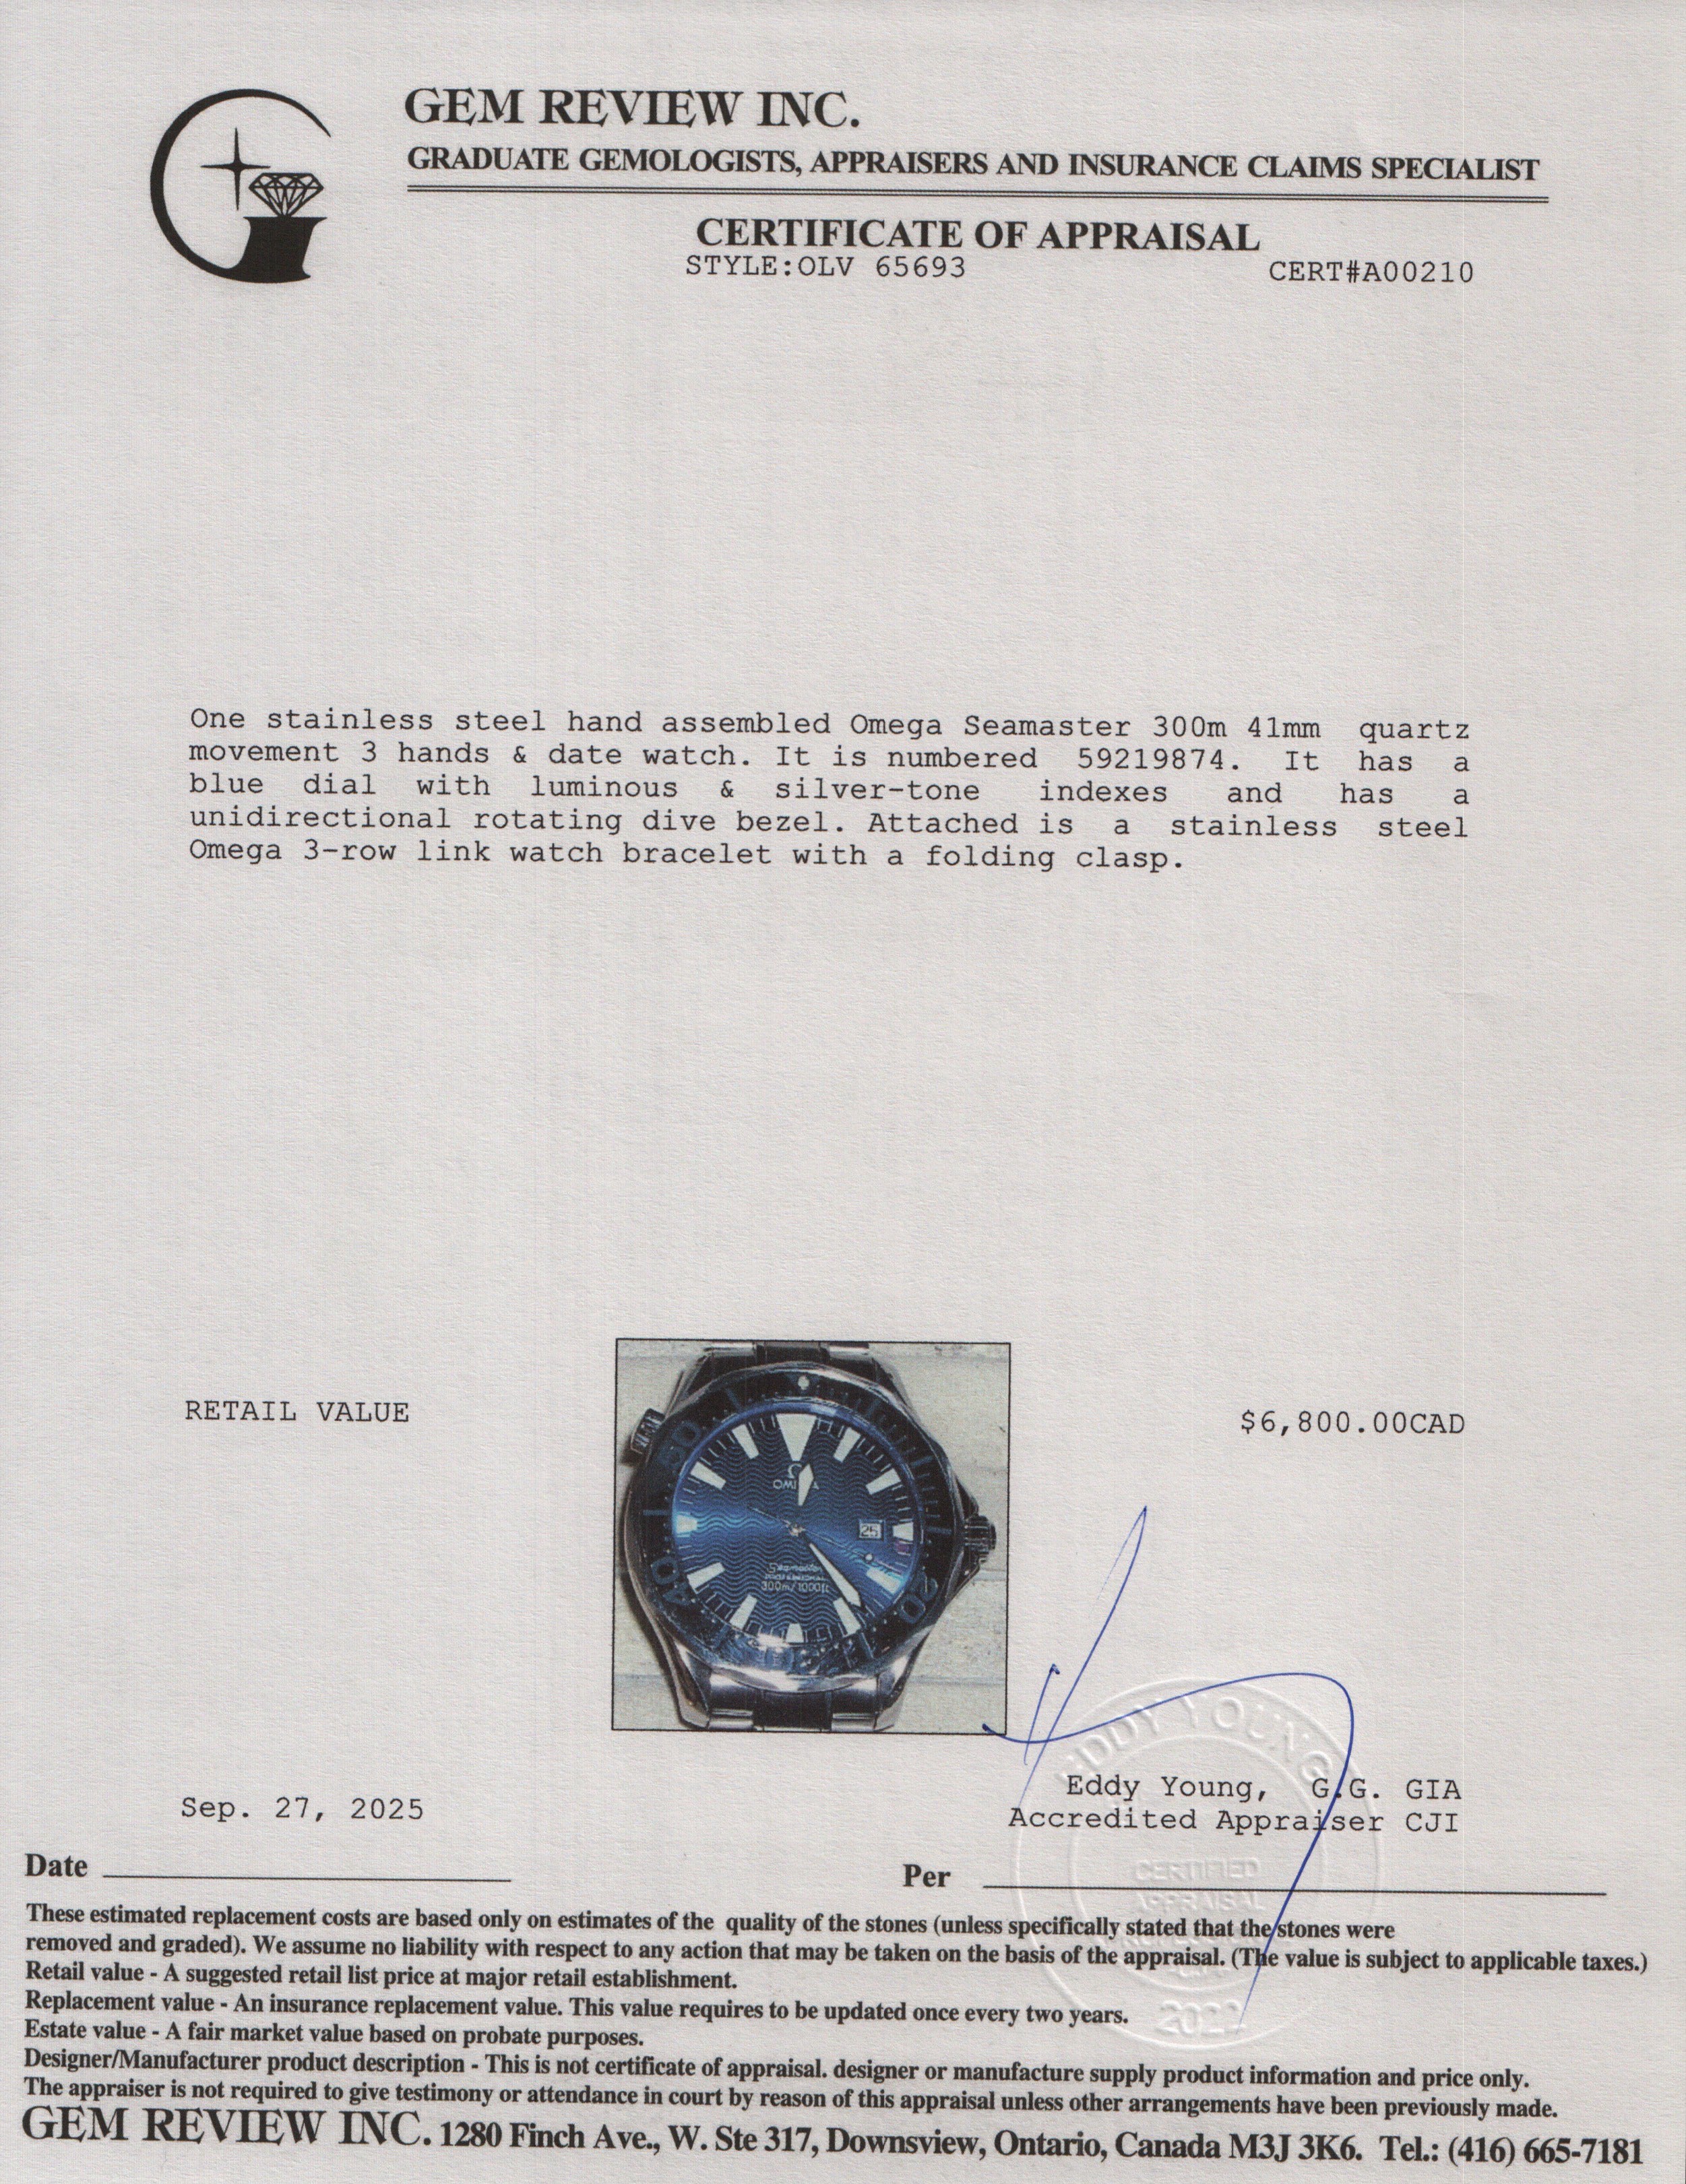 GEM REVIEW INC.
GRADUATE GEMOLOGISTS, APPRAISERS AND INSURANCE CLAIMS SPECIALIST
CERTIFICATE OF APPRAISAL
STYLE:OLV 65693
CERT#A00210
One stainless steel hand assembled Omega Seamaster 300m 41mm quartz
movement 3 hands & date watch. It is numbered 59219874. It has a
blue dial with luminous & silver-tone indexes and has a
unidirectional rotating dive bezel. Attached is a stainless steel
Omega 3-row link watch bracelet with a folding clasp.
RETAIL VALUE
50
25
300m/1000ft
40
20
$6,800.00CAD
EDDY YOUNG
Eddy Young, G.G. GIA
Accredited Appraiser CJI
Sep. 27, 2025
Date
Per
CERTIFIED
APPRAISAL
2022
These estimated replacement costs are based only on estimates of the quality of the stones (unless specifically stated that the stones were
removed and graded). We assume no liability with respect to any action that may be taken on the basis of the appraisal. (The value is subject to applicable taxes.)
Retail value - A suggested retail list price at major retail establishment.
Replacement value - An insurance replacement value. This value requires to be updated once every two years.
Estate value - A fair market value based on probate purposes.
Designer/Manufacturer product description - This is not certificate of appraisal. designer or manufacture supply product information and price only.
The appraiser is not required to give testimony or attendance in court by reason of this appraisal unless other arrangements have been previously made.
GEM REVIEW INC. 1280 Finch Ave., W. Ste 317, Downsview, Ontario, Canada M3J 3K6. Tel.: (416) 665-7181